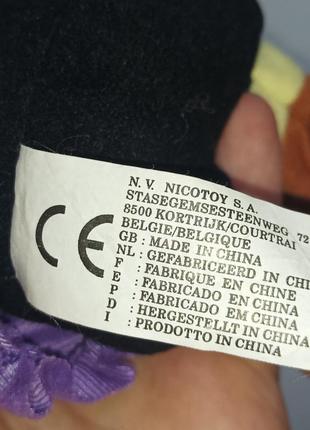 N. V. NICOTOY S.A.
STASEGEMSESTEENWEG 72
8500 KORTRIJK/COURTRAI
BELGIE/BELGIQUE
CE
GB : MADE IN CHINA
NL : GEFABRICEERD IN CH
F : FABRIQUE EN CHINE
E : FABRICADO EN CHINA
P : FABRICADO EM CHINA
D : HERGESTELLT IN CHINA
I : PRODOTTO IN CHINA